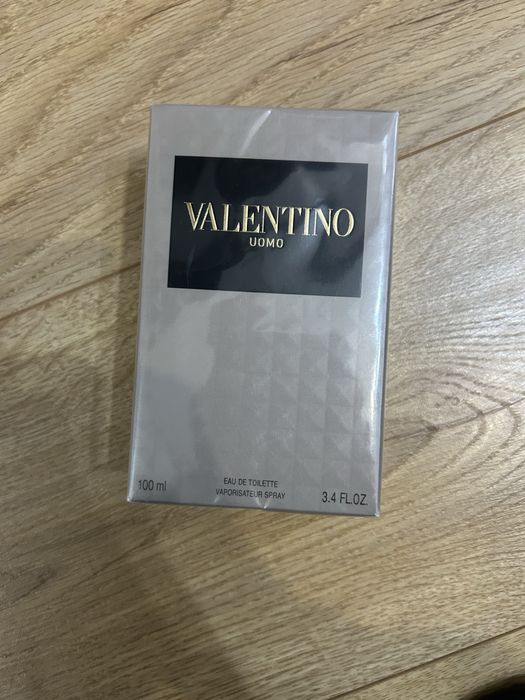 VALENTINO
UOMO
EAU DE TOILETTE
VAPORISATEUR SPRAY
100 ml
3.4 FL.OZ.